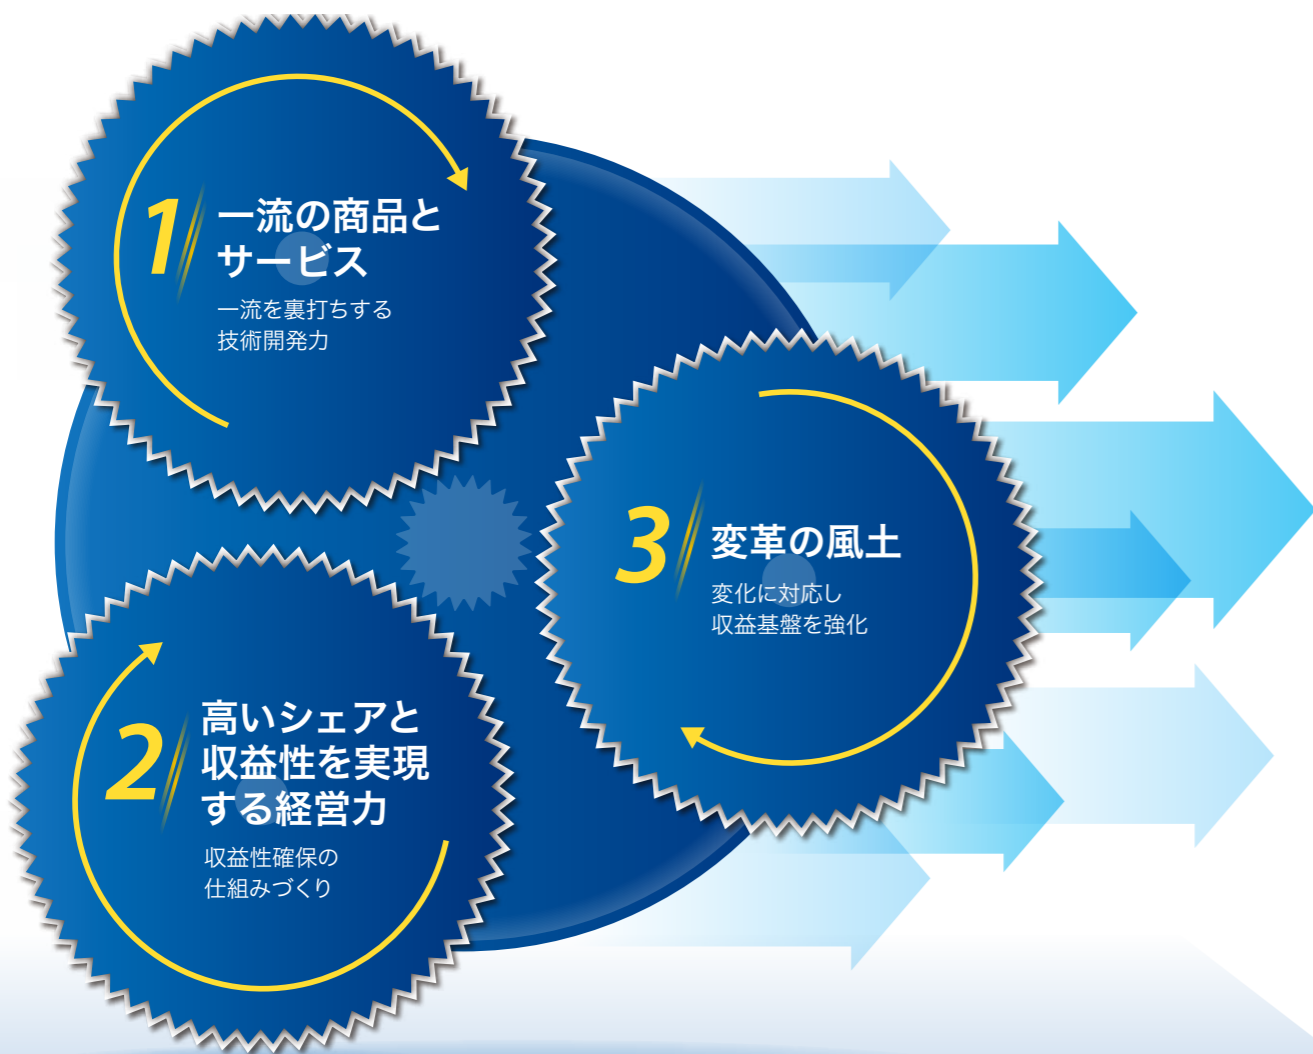 1
一流の商品と
サービス
一流を裏打ちする
技術開発力
2
高いシェアと
収益性を実現
する経営力
収益性確保の
仕組みづくり
3
変革の風土
変化に対応し
収益基盤を強化